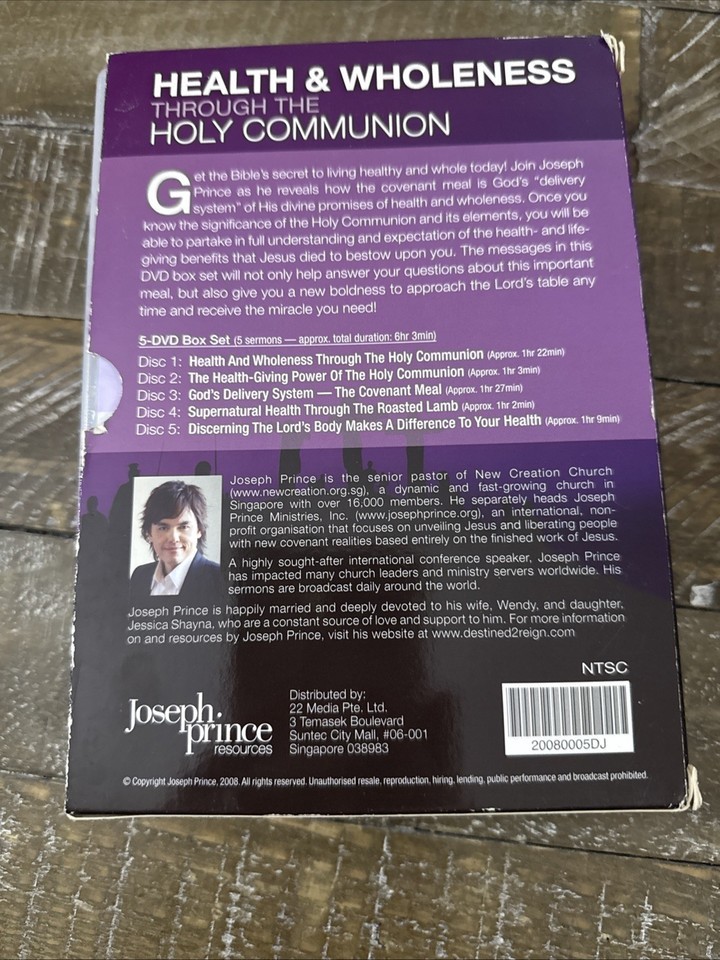 HEALTH & WHOLENESS
THROUGH THE
HOLY COMMUNION
Get the Bible's secret to living healthy and whole today! Join Joseph
Prince as he reveals how the covenant meal is God's "delivery
system" of His divine promises of health and wholeness. Once you
know the significance of the Holy Communion and its elements, you will be
able to partake in full understanding and expectation of the health- and life-
giving benefits that Jesus died to bestow upon you. The messages in this
DVD box set will not only help answer your questions about this important
meal, but also give you a new boldness to approach the Lord's table any
time and receive the miracle you need!
5-DVD Box Set (5 sermons — approx. total duration: 6hr 3min)
Disc 1: Health And Wholeness Through The Holy Communion (Approx. 1hr 22min)
Disc 2: The Health-Giving Power Of The Holy Communion (Approx. 1hr 3min)
Disc 3: God's Delivery System — The Covenant Meal (Approx. 1hr 27min)
Disc 4: Supernatural Health Through The Roasted Lamb (Approx. 1hr 2min)
Disc 5: Discerning The Lord's Body Makes A Difference To Your Health (Approx. 1hr 9min)
Joseph Prince is the senior pastor of New Creation Church
(www.newcreation.org.sg), a dynamic and fast-growing church in
Singapore with over 16,000 members. He separately heads Joseph
Prince Ministries, Inc. (www.josephprince.org), an international, non-
profit organisation that focuses on unveiling Jesus and liberating people
with new covenant realities based entirely on the finished work of Jesus.
A highly sought-after international conference speaker, Joseph Prince
has impacted many church leaders and ministry servers worldwide. His
sermons are broadcast daily around the world.
Joseph Prince is happily married and deeply devoted to his wife, Wendy, and daughter,
Jessica Shayna, who are a constant source of love and support to him. For more information
on and resources by Joseph Prince, visit his website at www.destined2reign.com
NTSC
Joseph
prince
resources
Distributed by:
22 Media Pte. Ltd.
3 Temasek Boulevard
Suntec City Mall, #06-001
Singapore 038983
20080005DJ
© Copyright Joseph Prince, 2008. All rights reserved. Unauthorised resale, reproduction, hiring, lending, public performance and broadcast prohibited.